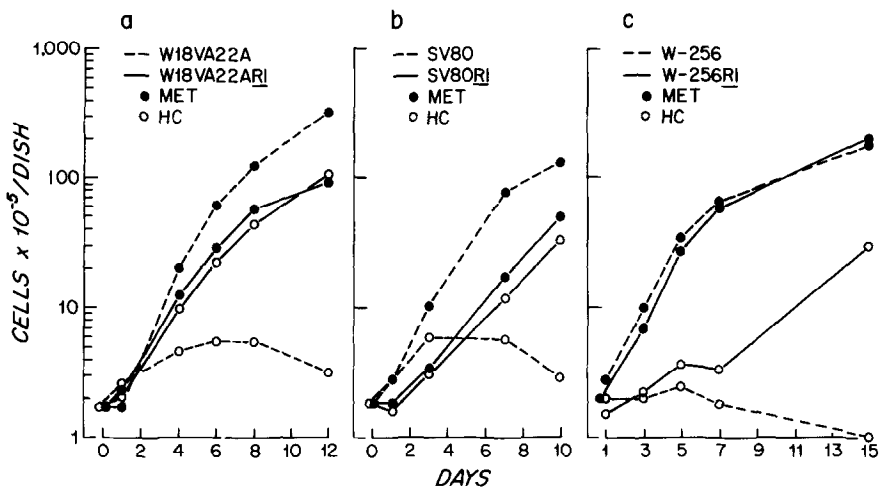 a
W18VA22A
W18VA22ARI
MET
HC
b
SV80
SV80RI
MET
HC
c
W-256
W-256RI
MET
HC
1,000
100
10
1
CELLS x 10⁻⁵/DISH
0 2 4 6 8 10 12
0 2 4 6 8 10
1 3 5 7 9 11 13 15
DAYS